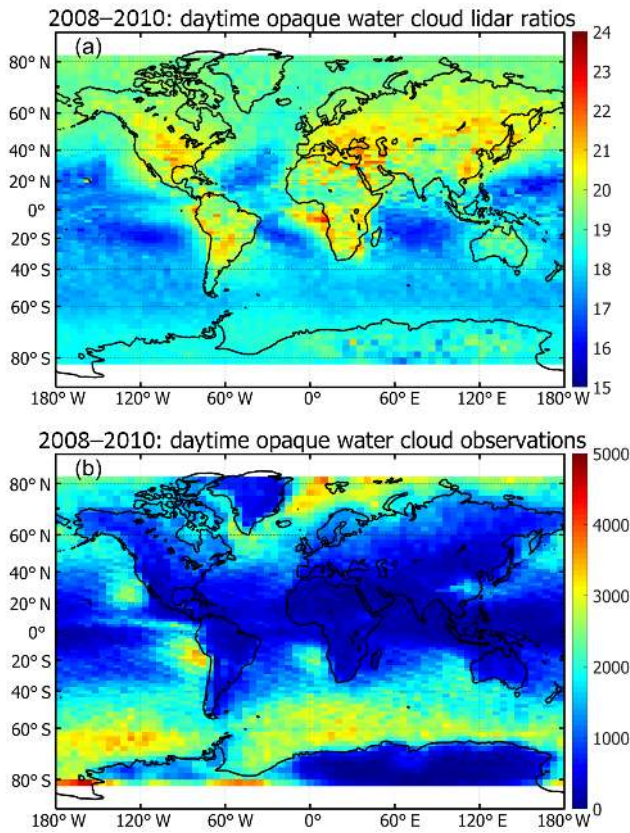 2008–2010: daytime opaque water cloud lidar ratios
(a)
80° N
60° N
40° N
20° N
0°
20° S
40° S
60° S
80° S
180° W 120° W 60° W 0° 60° E 120° E 180° W
24
23
22
21
20
19
18
17
16
15
2008–2010: daytime opaque water cloud observations
(b)
80° N
60° N
40° N
20° N
0°
20° S
40° S
60° S
80° S
180° W 120° W 60° W 0° 60° E 120° E 180° W
5000
4000
3000
2000
1000
0